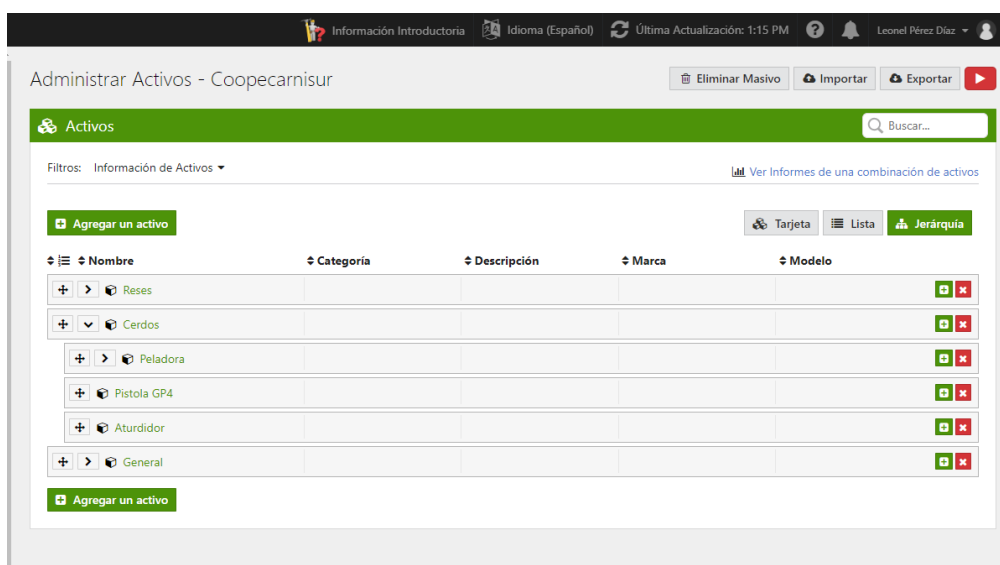 Información Introductoria Idioma (Español) Última Actualización: 1:15 PM Leonel Pérez Díaz
Administrar Activos - Coopecarnisur Eliminar Masivo Importar Exportar
Activos Buscar...
Filtros: Información de Activos Ver Informes de una combinación de activos
Agregar un activo Tarjeta Lista Jerárquía
Nombre Categoría Descripción Marca Modelo
Reses
Cerdos
Peladora
Pistola GP4
Aturdidor
General
Agregar un activo